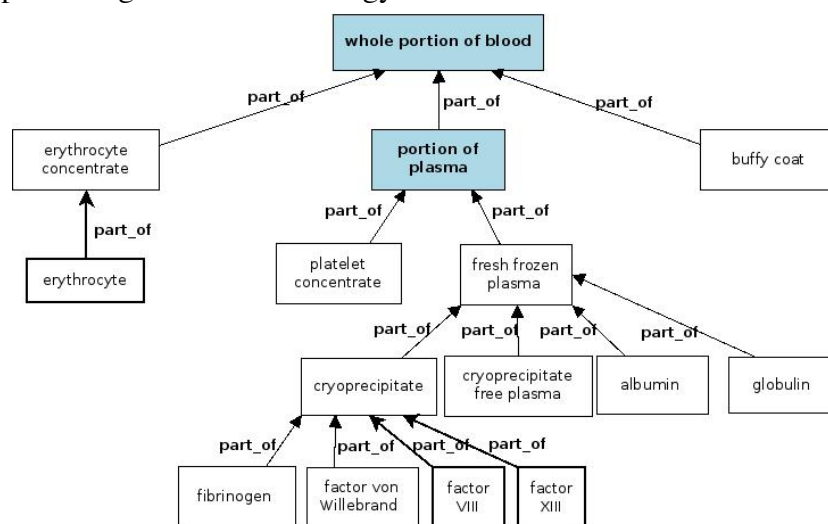 whole portion of blood
part_of
part_of
part_of
erythrocyte
concentrate
portion of
plasma
buffy coat
part_of
part_of
part_of
erythrocyte
platelet
concentrate
fresh frozen
plasma
part_of
part_of
part_of
part_of
cryoprecipitate
cryoprecipitate
free plasma
albumin
globulin
part_of
part_of
part_of
part_of
fibrinogen
factor von
Willebrand
factor
VIII
factor
XIII